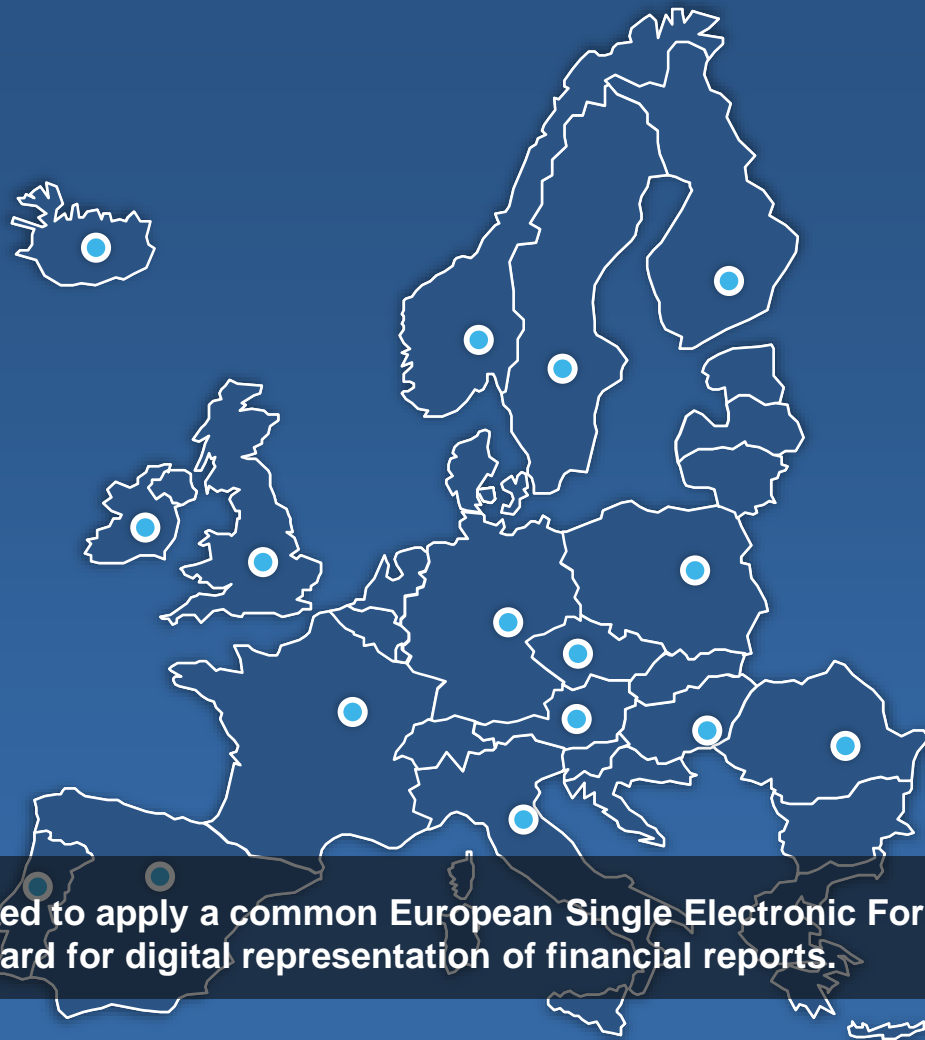 ed to apply a common European Single Electronic For
ard for digital representation of financial reports.